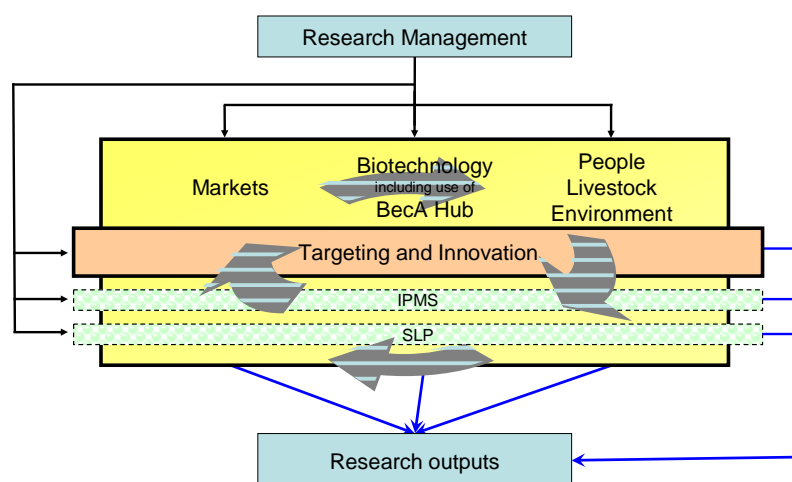 Research Management
Markets
Biotechnology
including use of
BecA Hub
People
Livestock
Environment
Targeting and Innovation
IPMS
SLP
Research outputs